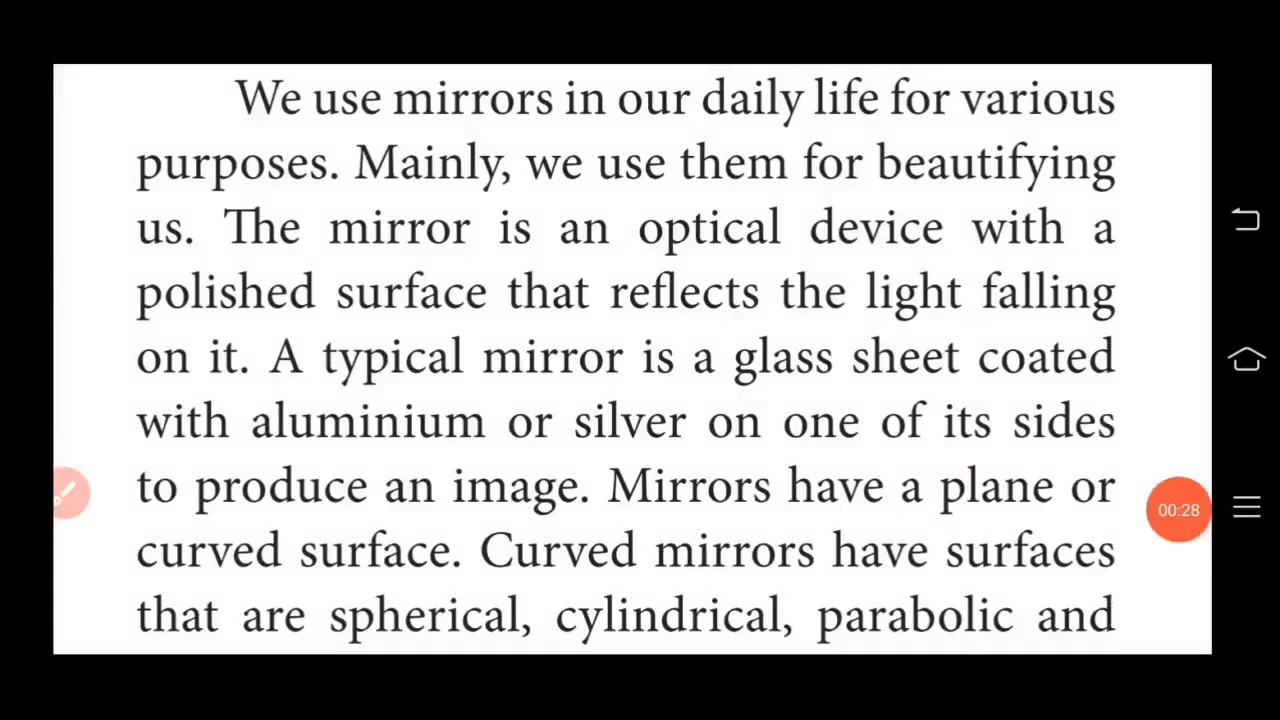 We use mirrors in our daily life for various
purposes. Mainly, we use them for beautifying
us. The mirror is an optical device with a
polished surface that reflects the light falling
on it. A typical mirror is a glass sheet coated
with aluminium or silver on one of its sides
to produce an image. Mirrors have a plane or
00:28
curved surface. Curved mirrors have surfaces
that are spherical, cylindrical, parabolic and